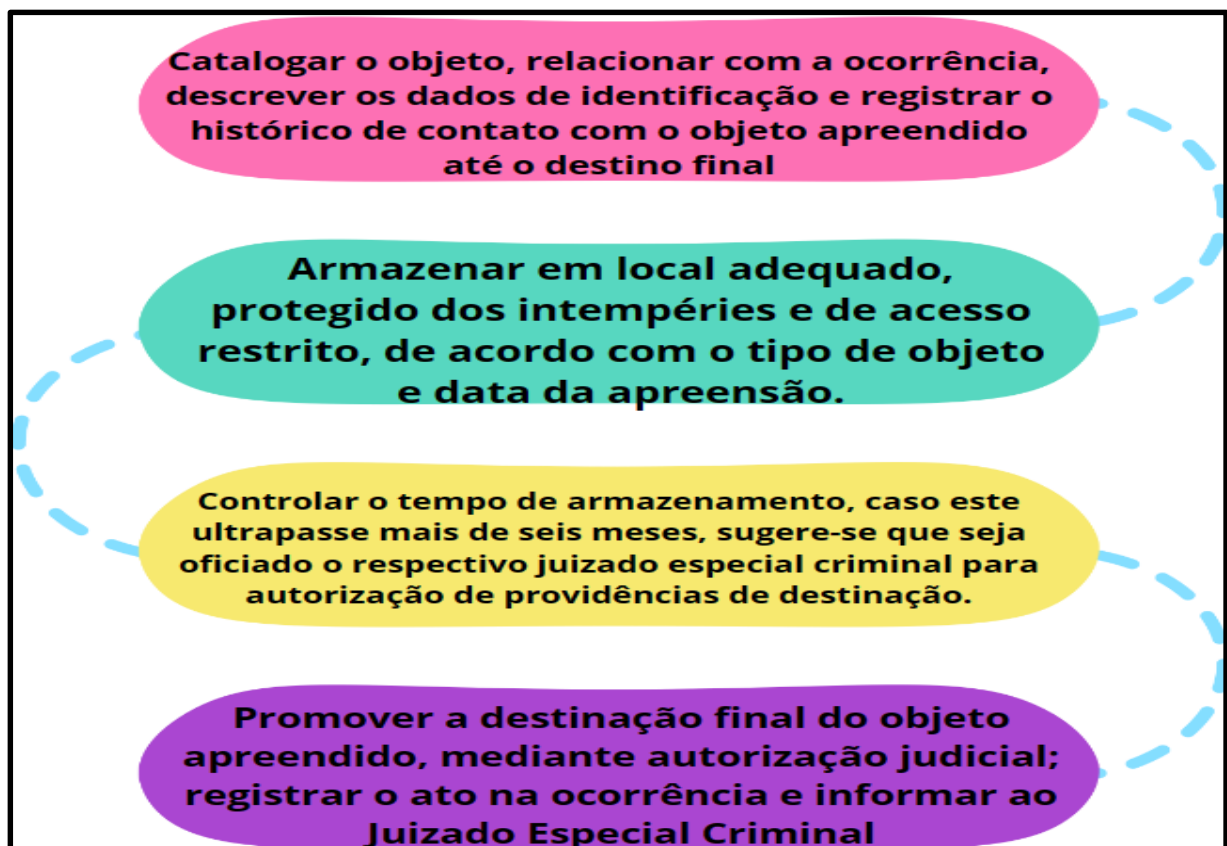 Catalogar o objeto, relacionar com a ocorrência,
descrever os dados de identificação e registrar o
histórico de contato com o objeto apreendido
até o destino final
Armazenar em local adequado,
protegido dos intempéries e de acesso
restrito, de acordo com o tipo de objeto
e data da apreensão.
Controlar o tempo de armazenamento, caso este
ultrapasse mais de seis meses, sugere-se que seja
oficiado o respectivo juizado especial criminal para
autorização de providências de destinação.
Promover a destinação final do objeto
apreendido, mediante autorização judicial;
registrar o ato na ocorrência e informar ao
Juizado Especial Criminal